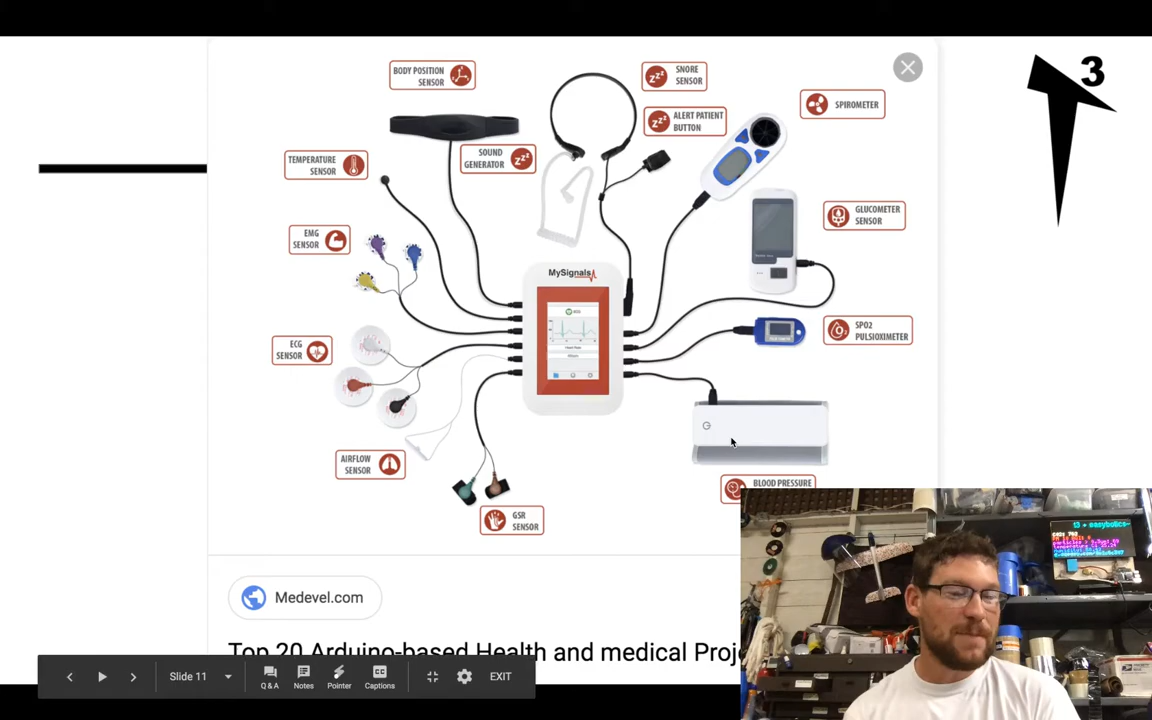 3
BODY POSITION
SENSOR
SNORE
SENSOR
ALERT PATIENT
BUTTON
SPIROMETER
SOUND
GENERATOR
TEMPERATURE
SENSOR
GLUCOMETER
SENSOR
EMG
SENSOR
MySignals
ECG
SPO2
PULSIOXIMETER
ECG
SENSOR
AIRFLOW
SENSOR
BLOOD PRESSURE
GSR
SENSOR
Medevel.com
Top 20 Arduino-based Health and medical Proj
Slide 11
Q & A
Notes
Pointer
Captions
EXIT